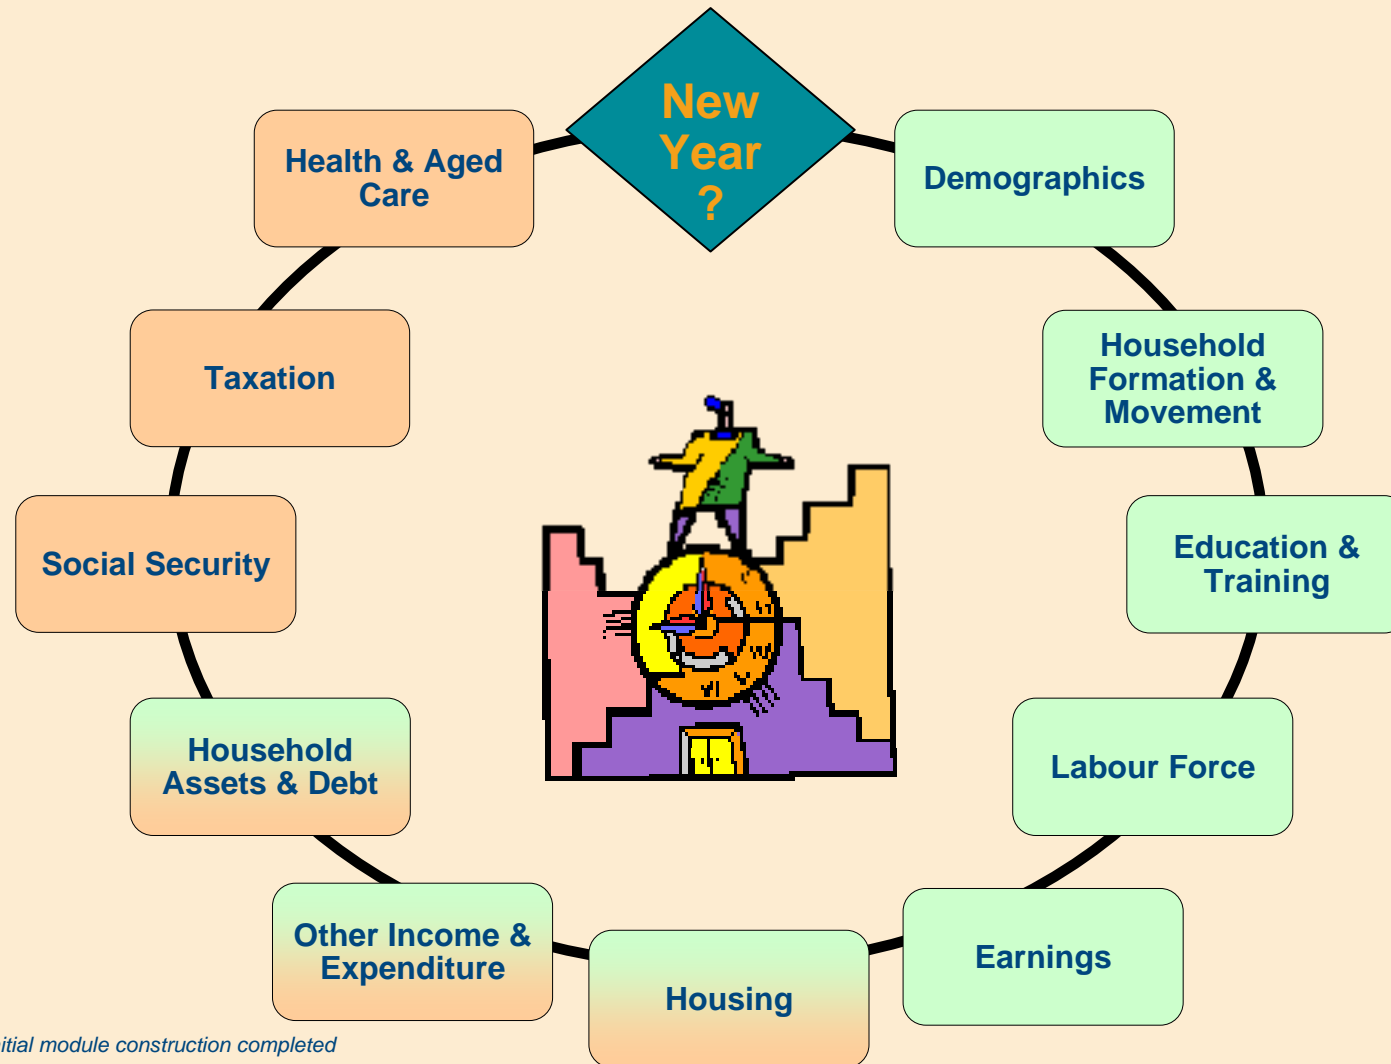 New
Year
?
Demographics
Household
Formation &
Movement
Education &
Training
Labour Force
Earnings
Housing
Other Income &
Expenditure
Household
Assets & Debt
Social Security
Taxation
Health & Aged
Care
VI
module construction completed